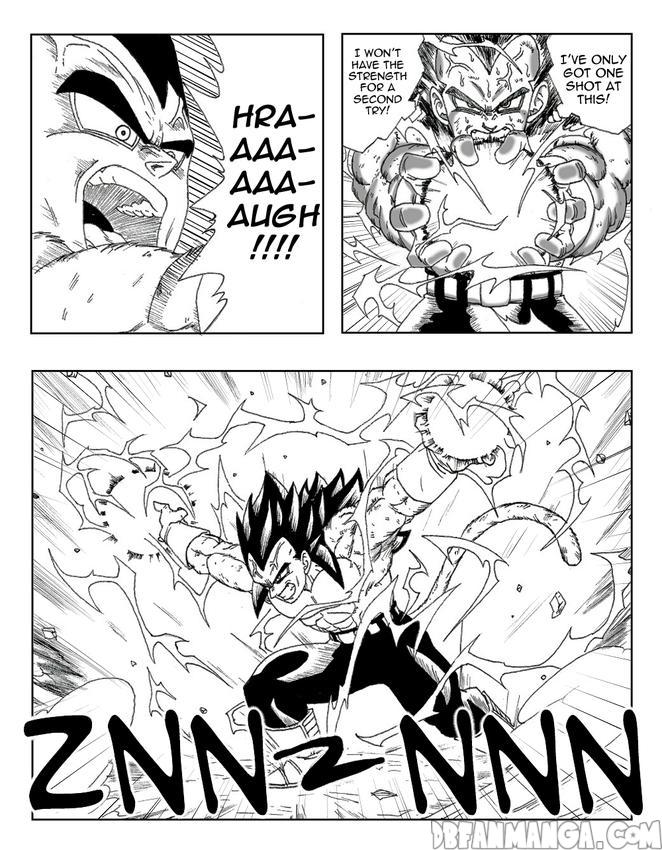 I'VE ONLY
GOT ONE
SHOT AT
THIS!
I WON'T
HAVE THE
STRENGTH
FOR A
SECOND
TRY!
HRA-
AAA-
AAA-
AUGH
!!!!
ZNNZNNN
DBFANMANGA.COM